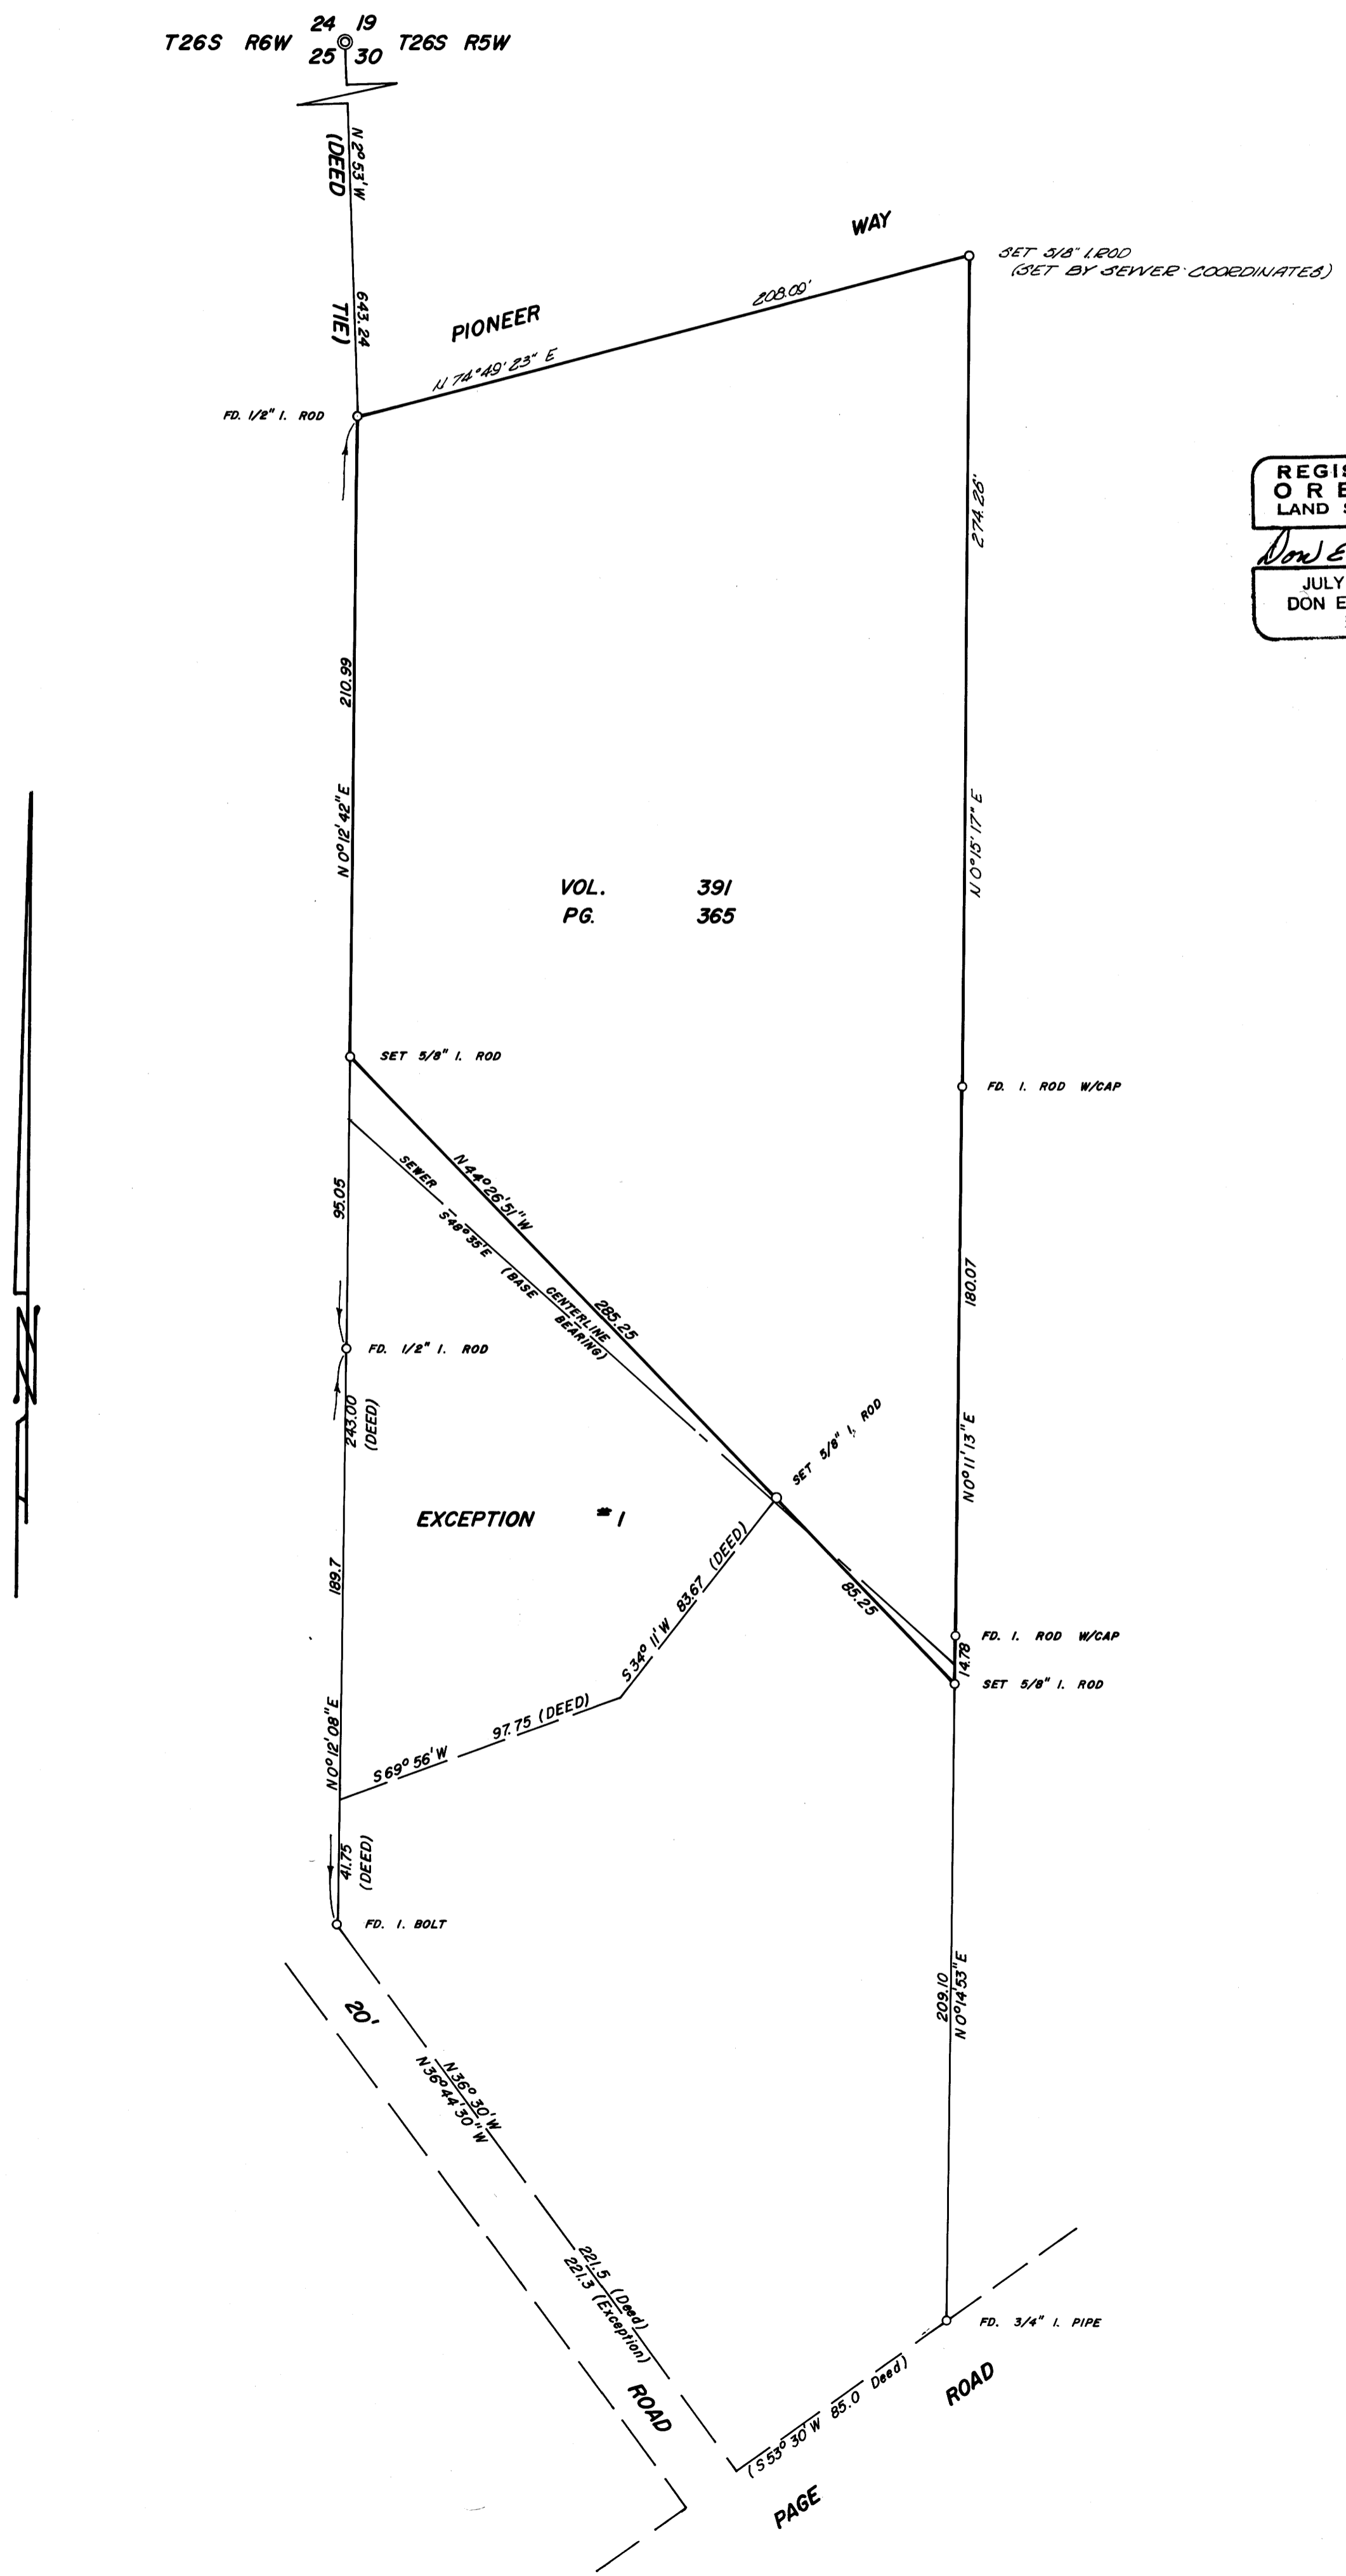 24 19
T26S R6W T26S R5W
25 30
N 2° 53' W 643.24
(DEED TIE)
PIONEER WAY
N 74° 49' 23" E 208.09'
SET 5/8" I.ROD
(SET BY SEWER COORDINATES)
FD. 1/2" I. ROD
274.26'
REGIS
ORE
LAND S
Don E
JULY
DON E
210.99
N 0° 12' 42" E
N 0° 15' 17" E
VOL. 391
PG. 365
SET 5/8" I. ROD
FD. I. ROD W/CAP
N 44° 26' 51" W 285.25
SEWER CENTERLINE
S 48° 35' E (BASE BEARING)
95.05
180.07
FD. 1/2" I. ROD
243.00
(DEED)
N 0° 11' 13" E
SET 5/8" I. ROD
EXCEPTION #1
189.7
S 34° 11' W 83.67 (DEED)
85.25
FD. I. ROD W/CAP
14.78
SET 5/8" I. ROD
N 0° 12' 08" E
S 69° 56' W 97.75 (DEED)
41.75
(DEED)
FD. I. BOLT
20'
209.10
N 0° 14' 53" E
N 36° 30' W
N 36° 44' 30" W
221.5 (Deed)
221.3 (Exception)
FD. 3/4" I. PIPE
ROAD
(S 53° 30' W 85.0 Deed)
PAGE ROAD